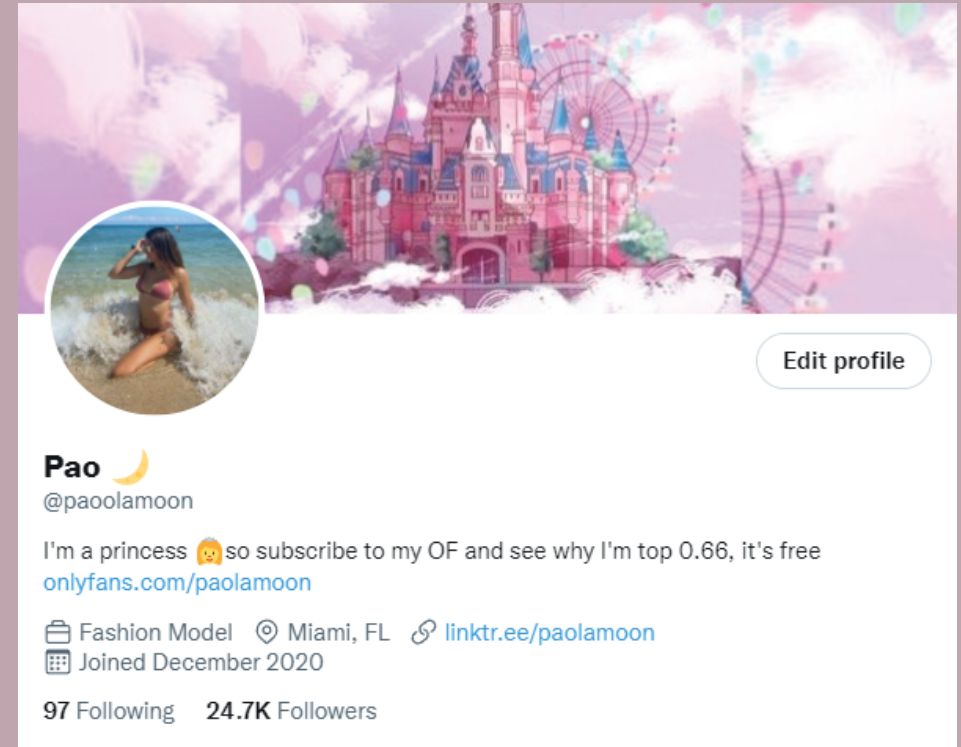 Edit profile
Pao 🌙
@paoolamoon
I'm a princess 👸so subscribe to my OF and see why I'm top 0.66, it's free
onlyfans.com/paolamoon
Fashion Model Miami, FL linktr.ee/paolamoon
Joined December 2020
97 Following 24.7K Followers